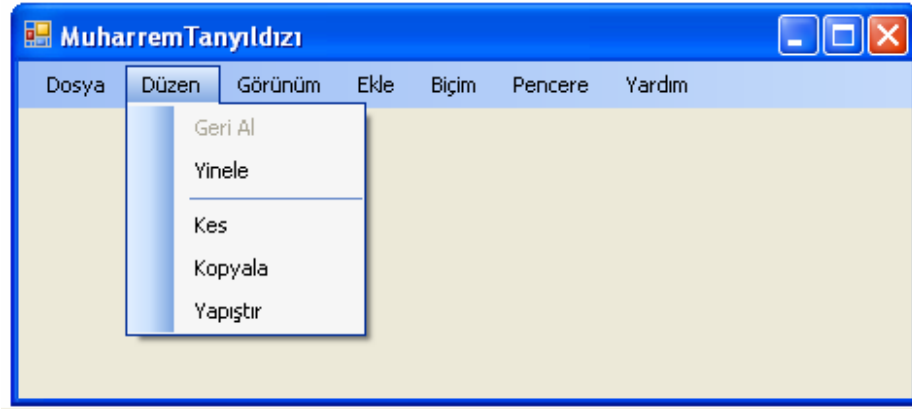 MuharremTanyıldızı
Dosya Düzen Görünüm Ekle Biçim Pencere Yardım
Geri Al
Yinele
Kes
Kopyala
Yapıştır